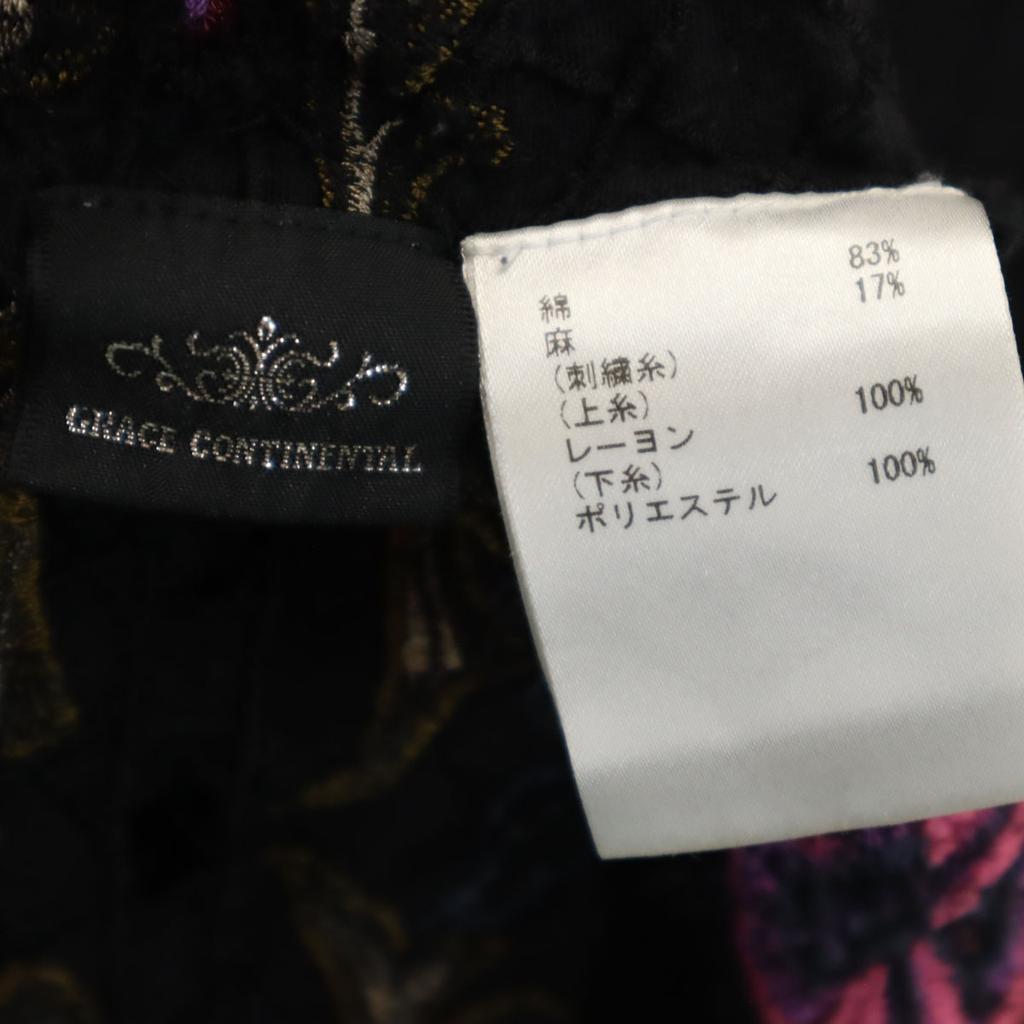 GRACE CONTINENTAL
綿 83%
麻 17%
(刺繍糸)
(上糸)
レーヨン 100%
(下糸)
ポリエステル 100%